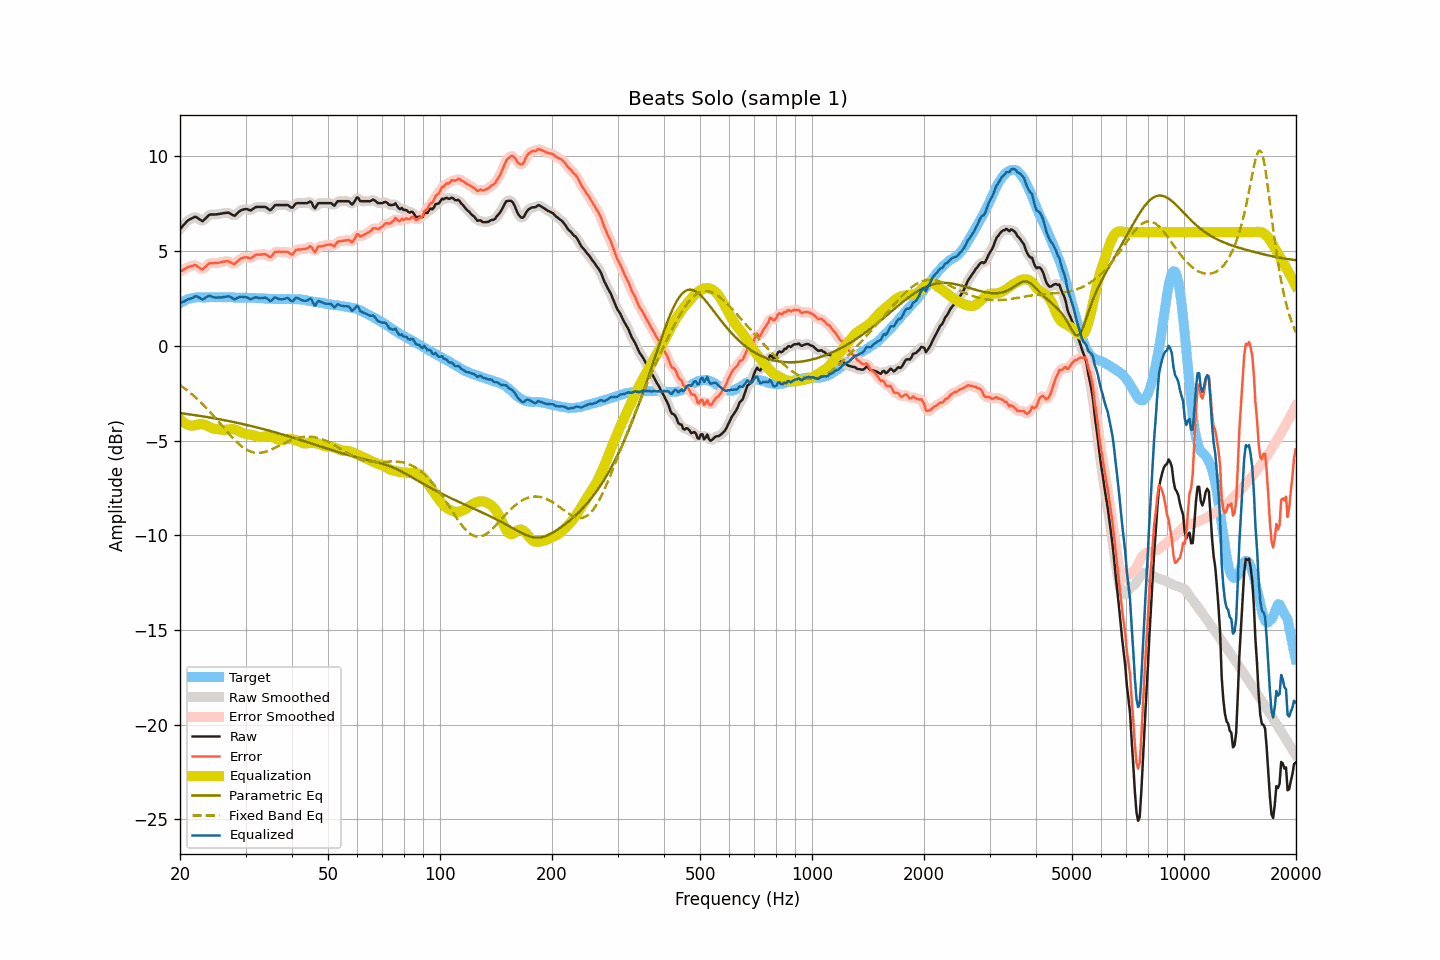 Beats Solo (sample 1)
10
5
0
−5
−10
−15
−20
−25
Amplitude (dBr)
Target
Raw Smoothed
Error Smoothed
Raw
Error
Equalization
Parametric Eq
Fixed Band Eq
Equalized
20 50 100 200 500 1000 2000 5000 10000 20000
Frequency (Hz)